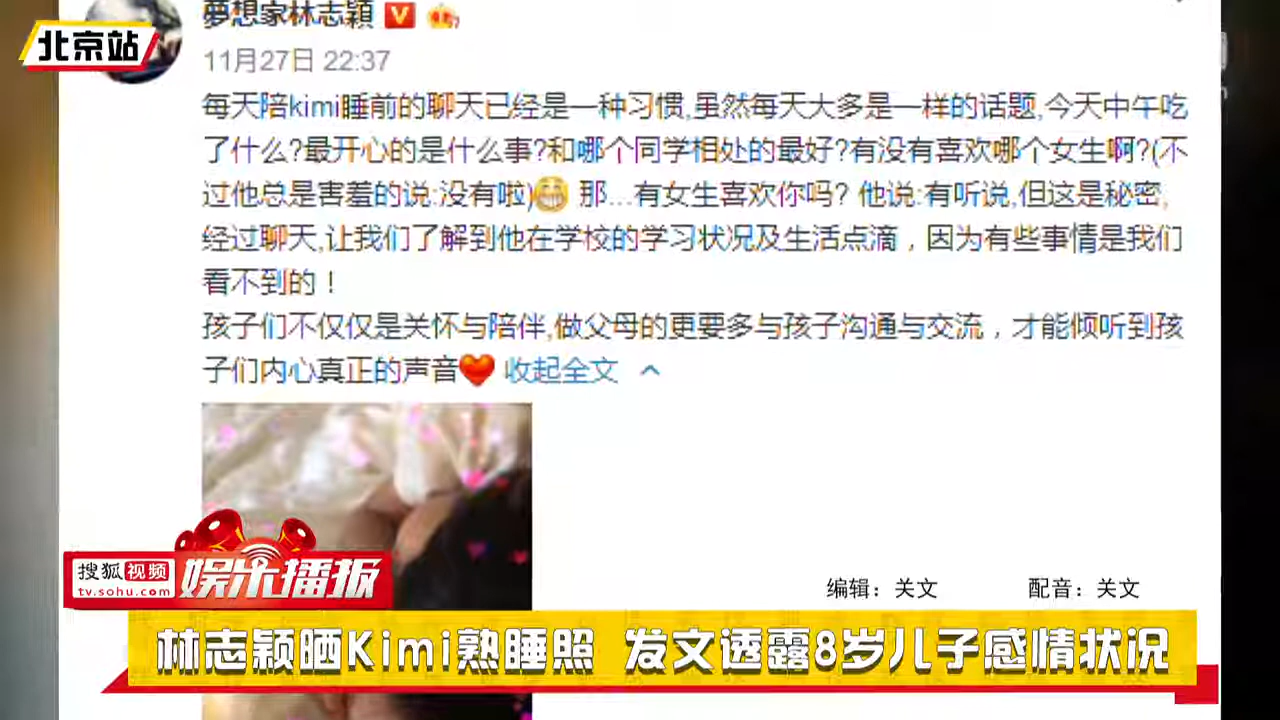 北京站
夢想家林志穎
11月27日 22:37
每天陪kimi睡前的聊天已经是一种习惯,虽然每天大多是一样的话题,今天中午吃
了什么?最开心的是什么事?和哪个同学相处的最好?有没有喜欢哪个女生啊?(不
过他总是害羞的说:没有啦)😁 那...有女生喜欢你吗? 他说:有听说,但这是秘密,
经过聊天,让我们了解到他在学校的学习状况及生活点滴，因为有些事情是我们
看不到的！
孩子们不仅仅是关怀与陪伴,做父母的更要多与孩子沟通与交流，才能倾听到孩
子们内心真正的声音❤ 收起全文
搜狐视频 娱乐播报
tv.sohu.com
编辑：关文 配音：关文
林志颖晒Kimi熟睡照 发文透露8岁儿子感情状况